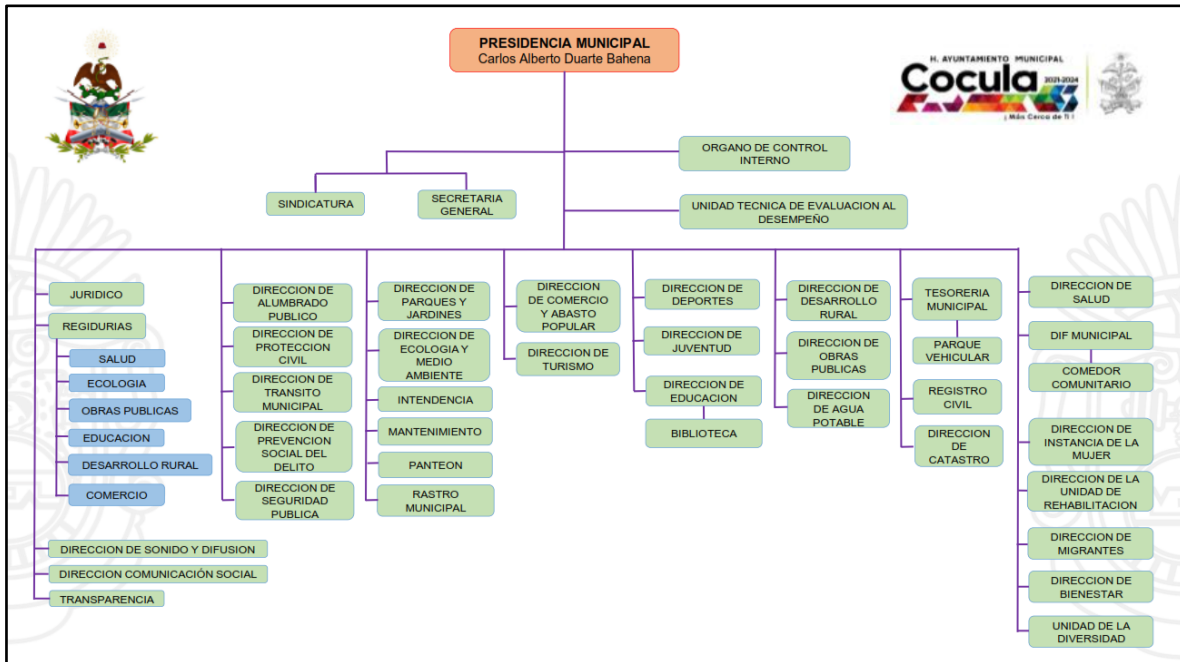 PRESIDENCIA MUNICIPAL
Carlos Alberto Duarte Bahena
H. AYUNTAMIENTO MUNICIPAL
Cocula
2021-2024
¡ Más Cerca de Ti !
ORGANO DE CONTROL
INTERNO
SINDICATURA
SECRETARIA
GENERAL
UNIDAD TECNICA DE EVALUACION AL
DESEMPEÑO
JURIDICO
REGIDURIAS
SALUD
ECOLOGIA
OBRAS PUBLICAS
EDUCACION
DESARROLLO RURAL
COMERCIO
DIRECCION DE SONIDO Y DIFUSION
DIRECCION COMUNICACIÓN SOCIAL
TRANSPARENCIA
DIRECCION DE
ALUMBRADO
PUBLICO
DIRECCION DE
PROTECCION
CIVIL
DIRECCION DE
TRANSITO
MUNICIPAL
DIRECCION DE
PREVENCION
SOCIAL DEL
DELITO
DIRECCION DE
SEGURIDAD
PUBLICA
DIRECCION DE
PARQUES Y
JARDINES
DIRECCION DE
ECOLOGIA Y
MEDIO
AMBIENTE
INTENDENCIA
MANTENIMIENTO
PANTEON
RASTRO
MUNICIPAL
DIRECCION
DE COMERCIO
Y ABASTO
POPULAR
DIRECCION DE
TURISMO
DIRECCION DE
DEPORTES
DIRECCION DE
JUVENTUD
DIRECCION DE
EDUCACION
BIBLIOTECA
DIRECCION DE
DESARROLLO
RURAL
DIRECCION DE
OBRAS
PUBLICAS
DIRECCION
DE AGUA
POTABLE
TESORERIA
MUNICIPAL
PARQUE
VEHICULAR
REGISTRO
CIVIL
DIRECCION
DE
CATASTRO
DIRECCION DE
SALUD
DIF MUNICIPAL
COMEDOR
COMUNITARIO
DIRECCION DE
INSTANCIA DE LA
MUJER
DIRECCION DE LA
UNIDAD DE
REHABILITACION
DIRECCION DE
MIGRANTES
DIRECCION DE
BIENESTAR
UNIDAD DE LA
DIVERSIDAD